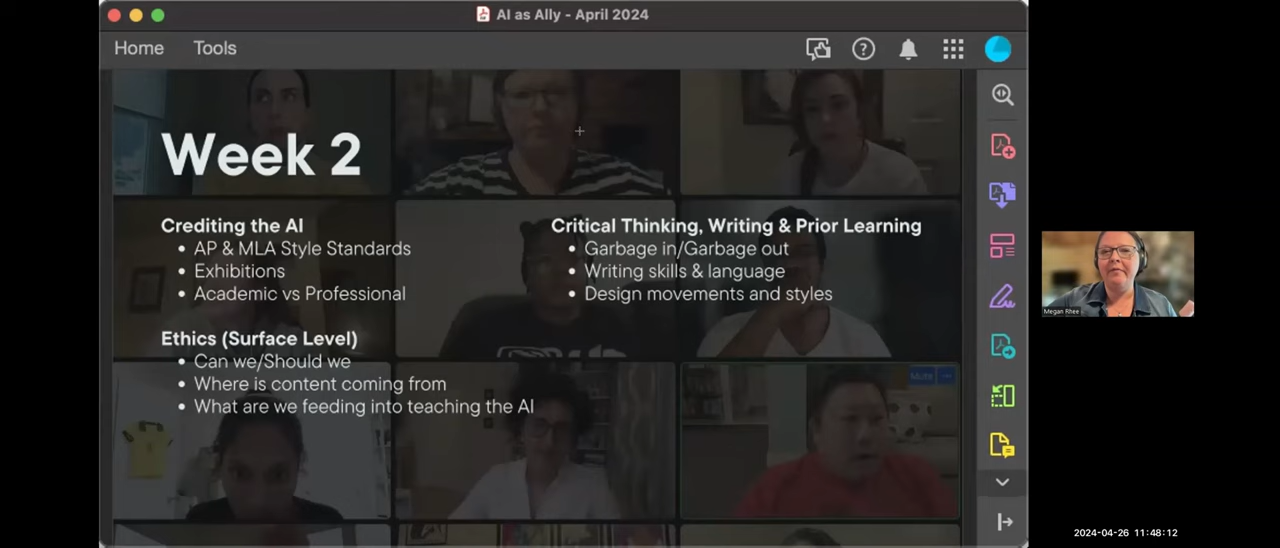 AI as Ally - April 2024
Home Tools
Week 2
Crediting the AI
AP & MLA Style Standards
Exhibitions
Academic vs Professional
Ethics (Surface Level)
Can we/Should we
Where is content coming from
What are we feeding into teaching the AI
Critical Thinking, Writing & Prior Learning
Garbage in/Garbage out
Writing skills & language
Design movements and styles
Megan Rhee
2024-04-26 11:48:12